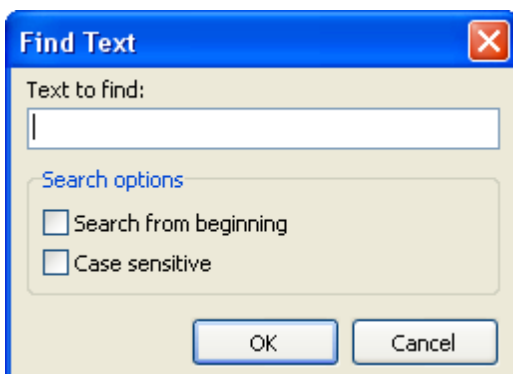 Find Text
Text to find:
Search options
Search from beginning
Case sensitive
OK Cancel